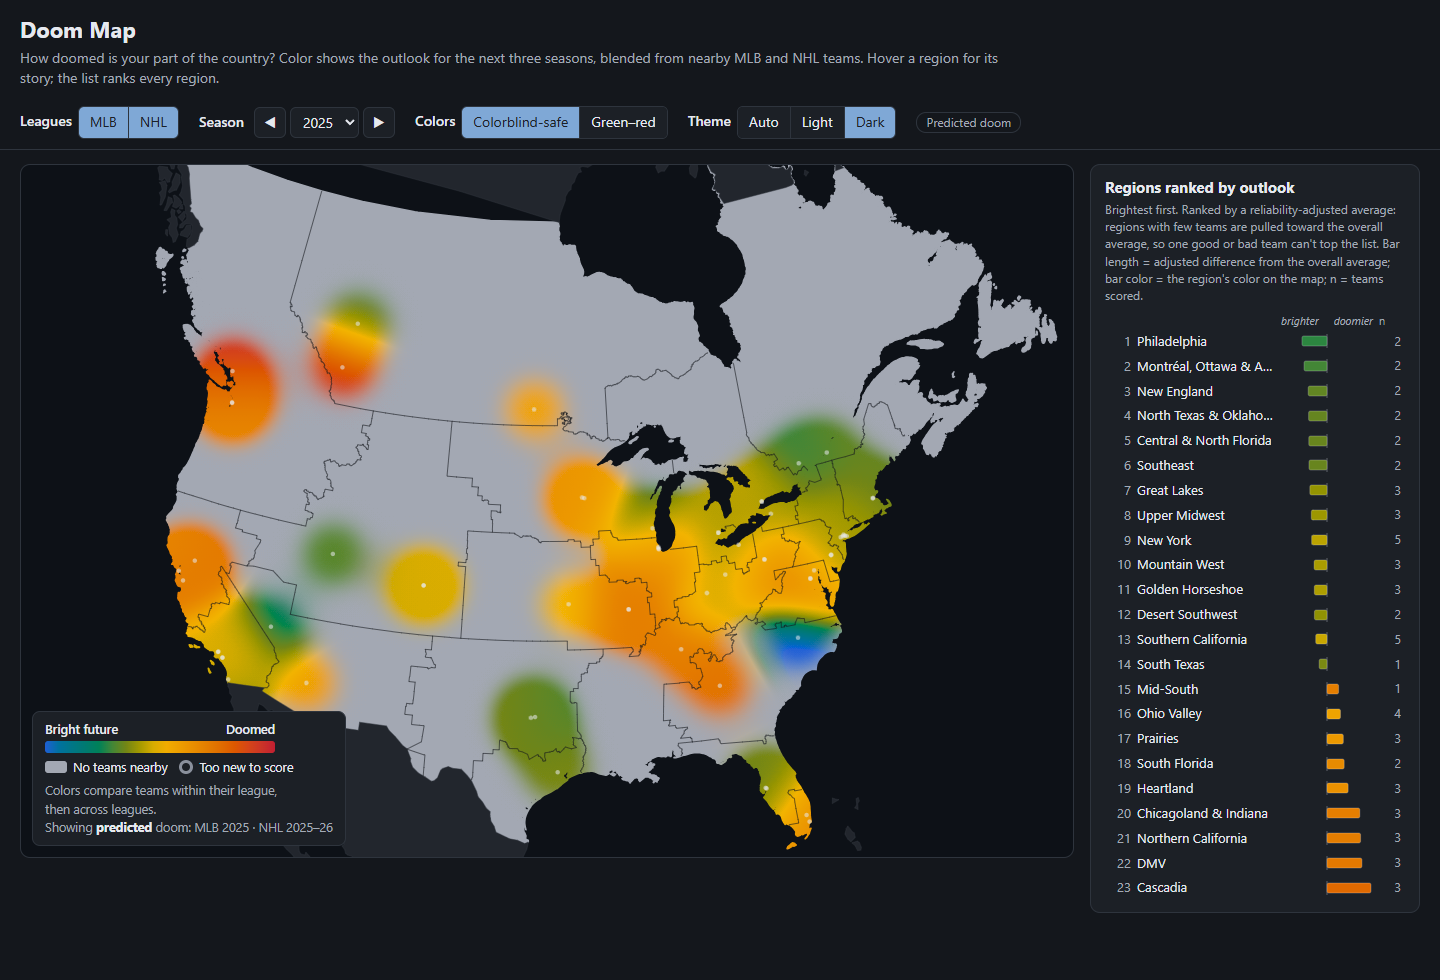 Doom Map
How doomed is your part of the country? Color shows the outlook for the next three seasons, blended from nearby MLB and NHL teams. Hover a region for its
story; the list ranks every region.
Leagues MLB NHL Season ◀ 2025 ▶ Colors Colorblind-safe Green–red Theme Auto Light Dark Predicted doom
Bright future Doomed
No teams nearby Too new to score
Colors compare teams within their league,
then across leagues.
Showing predicted doom: MLB 2025 · NHL 2025–26
Regions ranked by outlook
Brightest first. Ranked by a reliability-adjusted average:
regions with few teams are pulled toward the overall
average, so one good or bad team can't top the list. Bar
length = adjusted difference from the overall average;
bar color = the region's color on the map; n = teams
scored.
brighter doomier n
1 Philadelphia 2
2 Montréal, Ottawa & A... 2
3 New England 2
4 North Texas & Oklaho... 2
5 Central & North Florida 2
6 Southeast 2
7 Great Lakes 3
8 Upper Midwest 3
9 New York 5
10 Mountain West 3
11 Golden Horseshoe 3
12 Desert Southwest 2
13 Southern California 5
14 South Texas 1
15 Mid-South 1
16 Ohio Valley 4
17 Prairies 3
18 South Florida 2
19 Heartland 3
20 Chicagoland & Indiana 3
21 Northern California 3
22 DMV 3
23 Cascadia 3